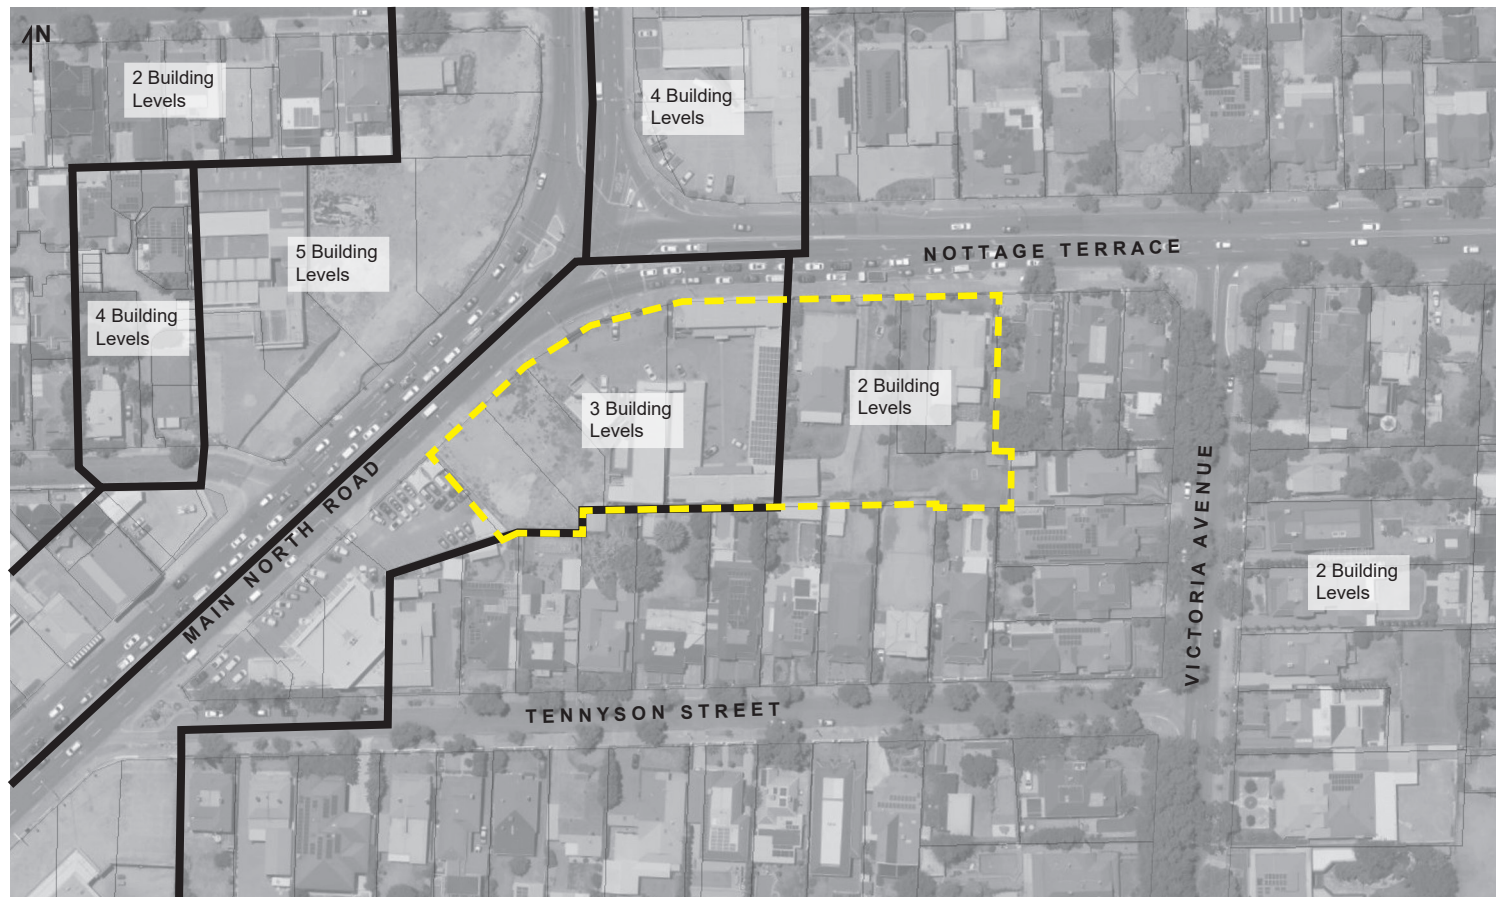 N
2 Building
Levels
4 Building
Levels
5 Building
Levels
NOTTAGE TERRACE
4 Building
Levels
2 Building
Levels
3 Building
Levels
MAIN NORTH ROAD
VICTORIA AVENUE
2 Building
Levels
TENNYSON STREET